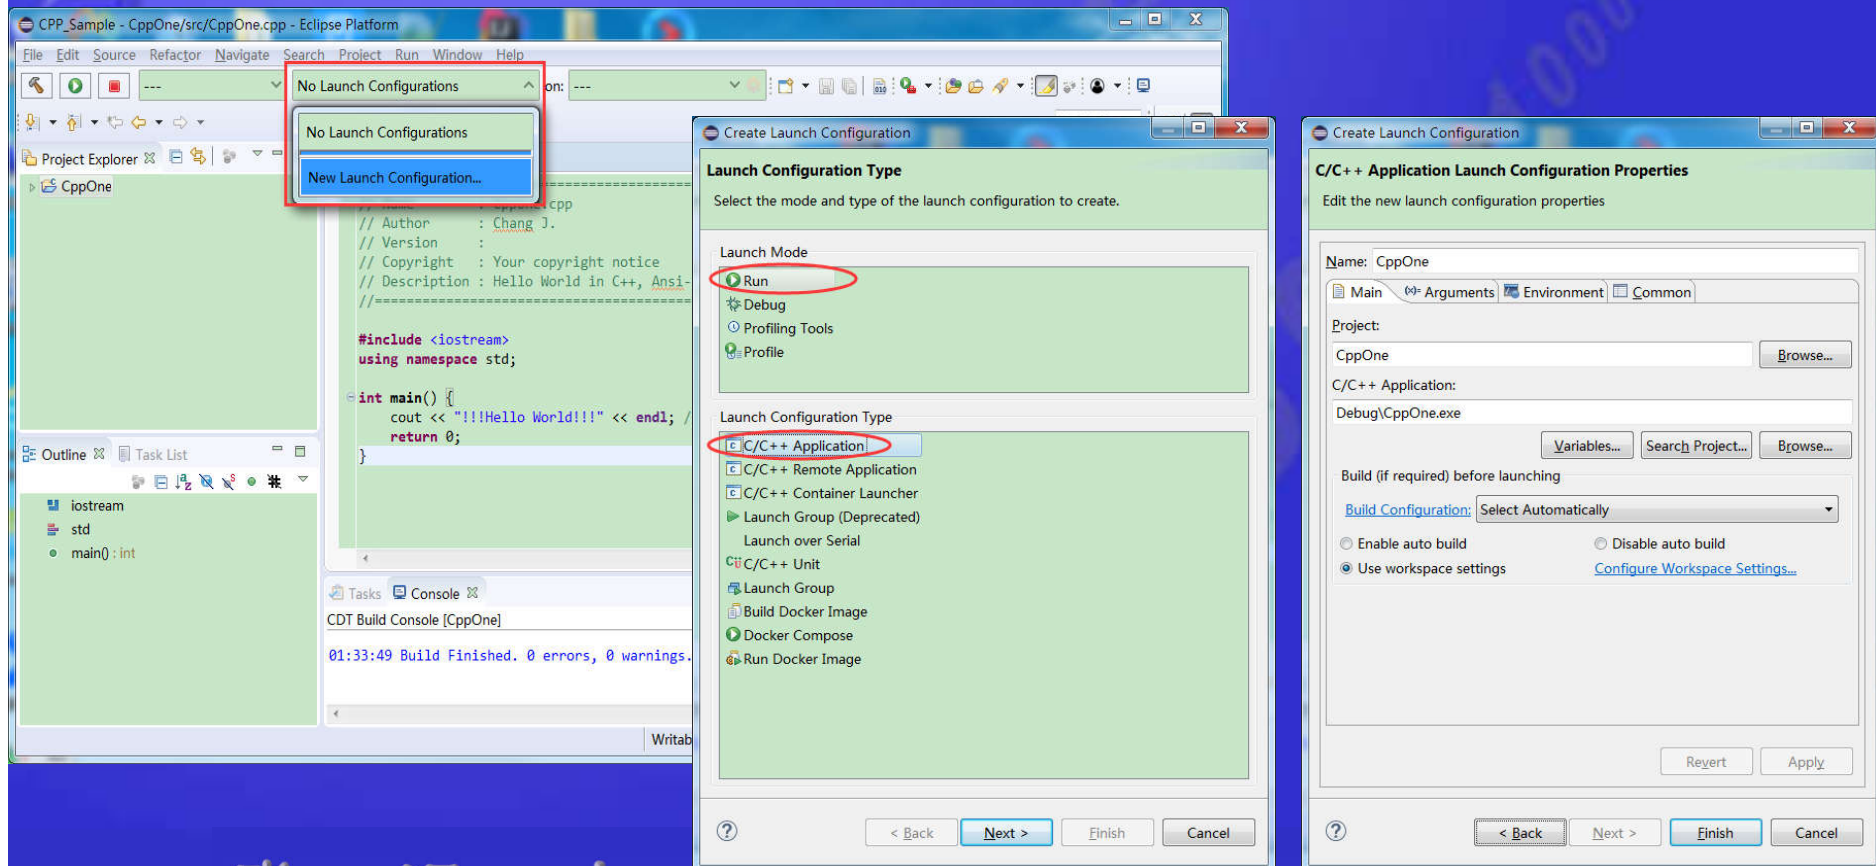 CPP_Sample - CppOne/src/CppOne.cpp - Eclipse Platform
File Edit Source Refactor Navigate Search Project Run Window Help
--- No Launch Configurations on: ---
No Launch Configurations
New Launch Configuration...
Project Explorer
CppOne
// Author : Chang J.
// Version :
// Copyright : Your copyright notice
// Description : Hello World in C++, Ansi-
//=======================================
#include <iostream>
using namespace std;
int main() {
cout << "!!!Hello World!!!" << endl; /
return 0;
}
Outline Task List
iostream
std
main() : int
Tasks Console
CDT Build Console [CppOne]
01:33:49 Build Finished. 0 errors, 0 warnings.
Writab
Create Launch Configuration
Launch Configuration Type
Select the mode and type of the launch configuration to create.
Launch Mode
Run
Debug
Profiling Tools
Profile
Launch Configuration Type
C/C++ Application
C/C++ Remote Application
C/C++ Container Launcher
Launch Group (Deprecated)
Launch over Serial
C/C++ Unit
Launch Group
Build Docker Image
Docker Compose
Run Docker Image
< Back Next > Finish Cancel
Create Launch Configuration
C/C++ Application Launch Configuration Properties
Edit the new launch configuration properties
Name: CppOne
Main Arguments Environment Common
Project:
CppOne Browse...
C/C++ Application:
Debug\CppOne.exe
Variables... Search Project... Browse...
Build (if required) before launching
Build Configuration: Select Automatically
Enable auto build Disable auto build
Use workspace settings Configure Workspace Settings...
Revert Apply
< Back Next > Finish Cancel